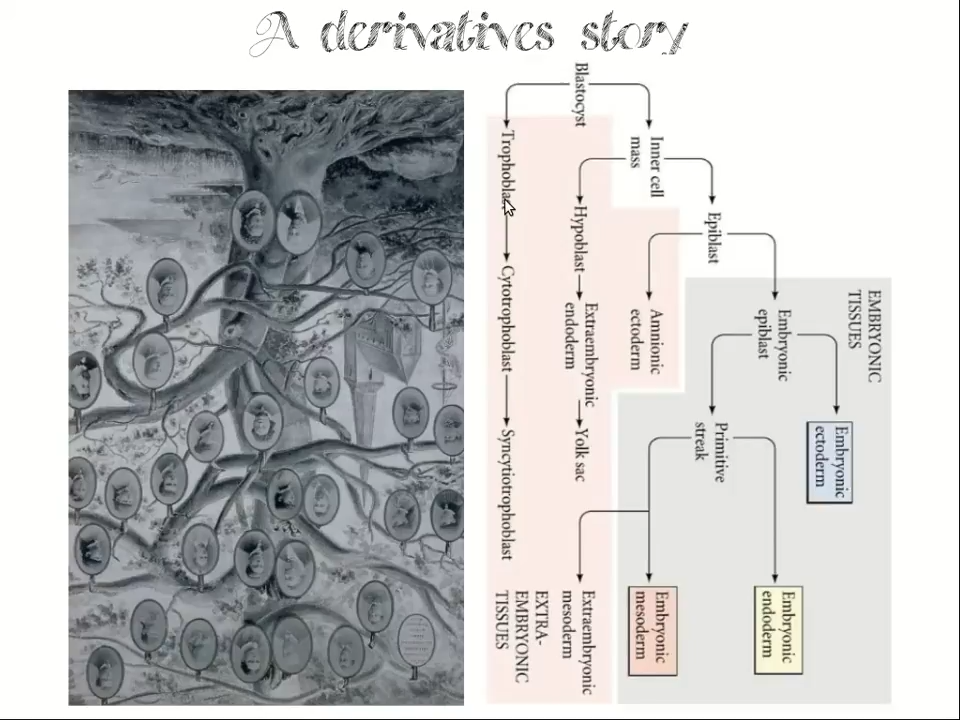 A derivatives story
Blastocyst
Trophoblast
Inner cell
mass
Hypoblast
Epiblast
Cytotrophoblast
Extraembryonic
endoderm
Amnionic
ectoderm
Embryonic
epiblast
EMBRYONIC
TISSUES
Syncytiotrophoblast
Yolk sac
Primitive
streak
Embryonic
ectoderm
EXTRA-
EMBRYONIC
TISSUES
Extraembryonic
mesoderm
Embryonic
mesoderm
Embryonic
endoderm